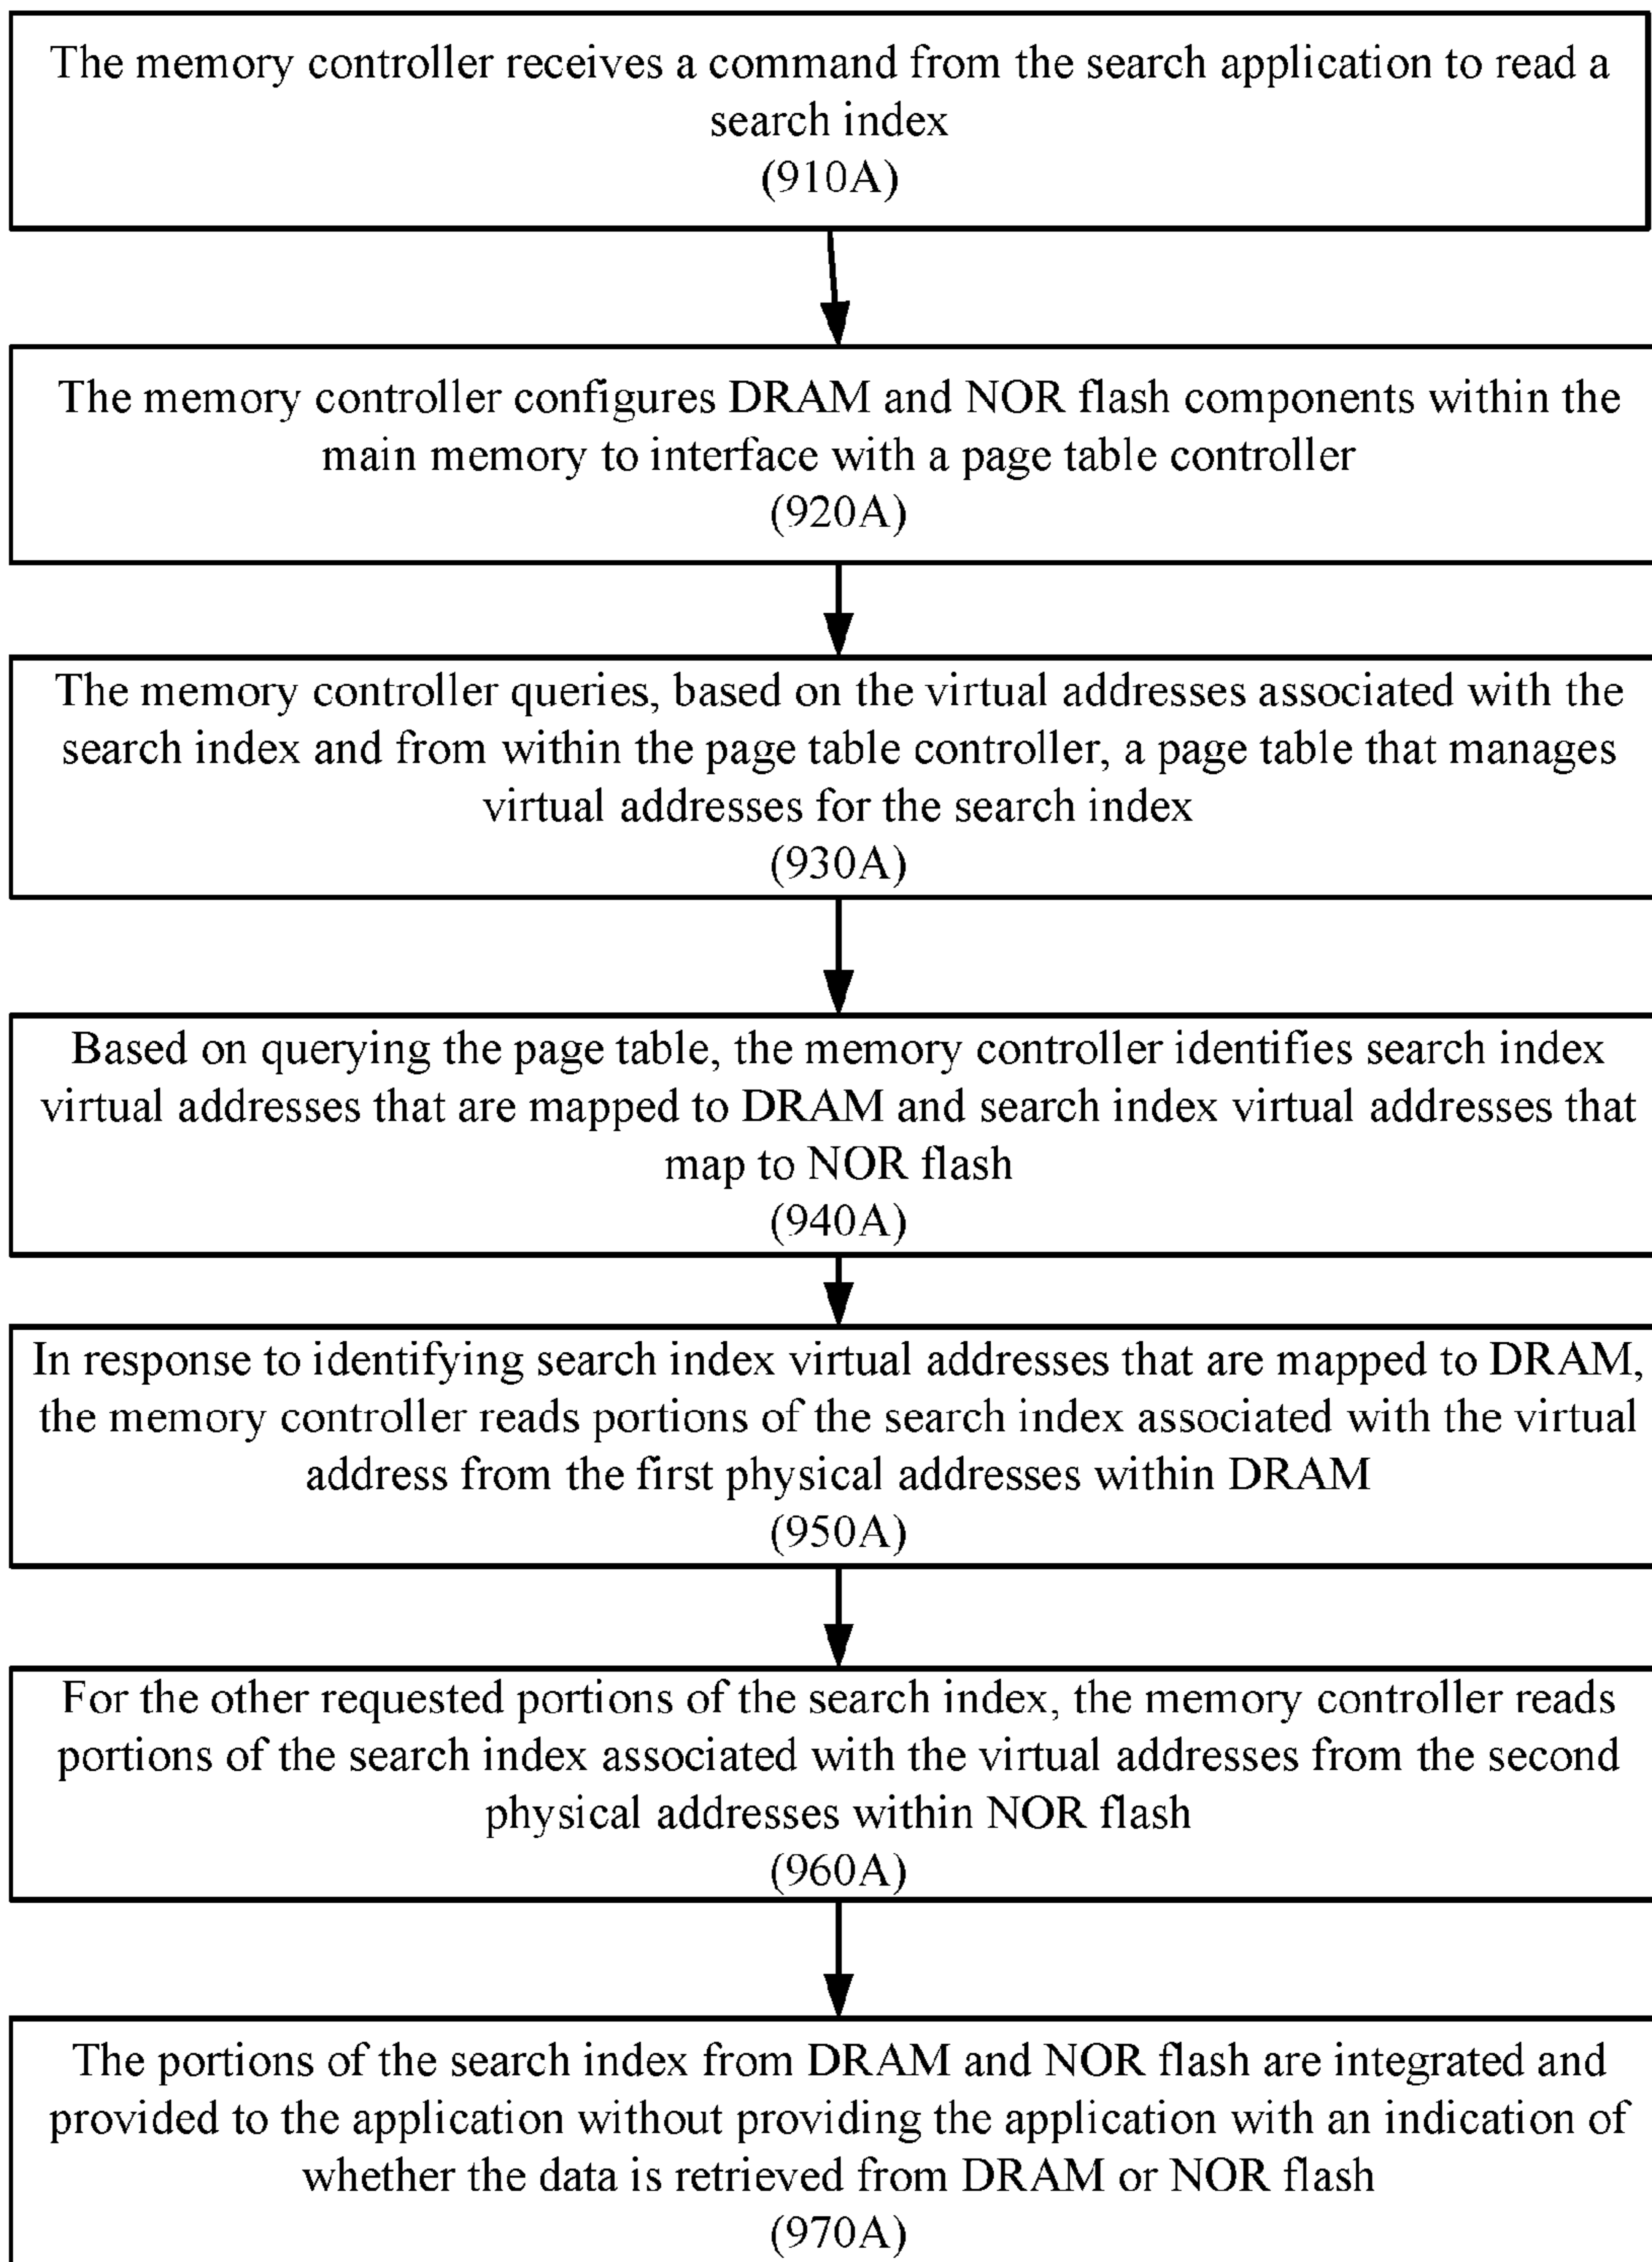 The memory controller receives a command from the search application to read a
search index
(910A)
The memory controller configures DRAM and NOR flash components within the
main memory to interface with a page table controller
(920A)
The memory controller queries, based on the virtual addresses associated with the
search index and from within the page table controller, a page table that manages
virtual addresses for the search index
(930A)
Based on querying the page table, the memory controller identifies search index
virtual addresses that are mapped to DRAM and search index virtual addresses that
map to NOR flash
(940A)
In response to identifying search index virtual addresses that are mapped to DRAM,
the memory controller reads portions of the search index associated with the virtual
address from the first physical addresses within DRAM
(950A)
For the other requested portions of the search index, the memory controller reads
portions of the search index associated with the virtual addresses from the second
physical addresses within NOR flash
(960A)
The portions of the search index from DRAM and NOR flash are integrated and
provided to the application without providing the application with an indication of
whether the data is retrieved from DRAM or NOR flash
(970A)